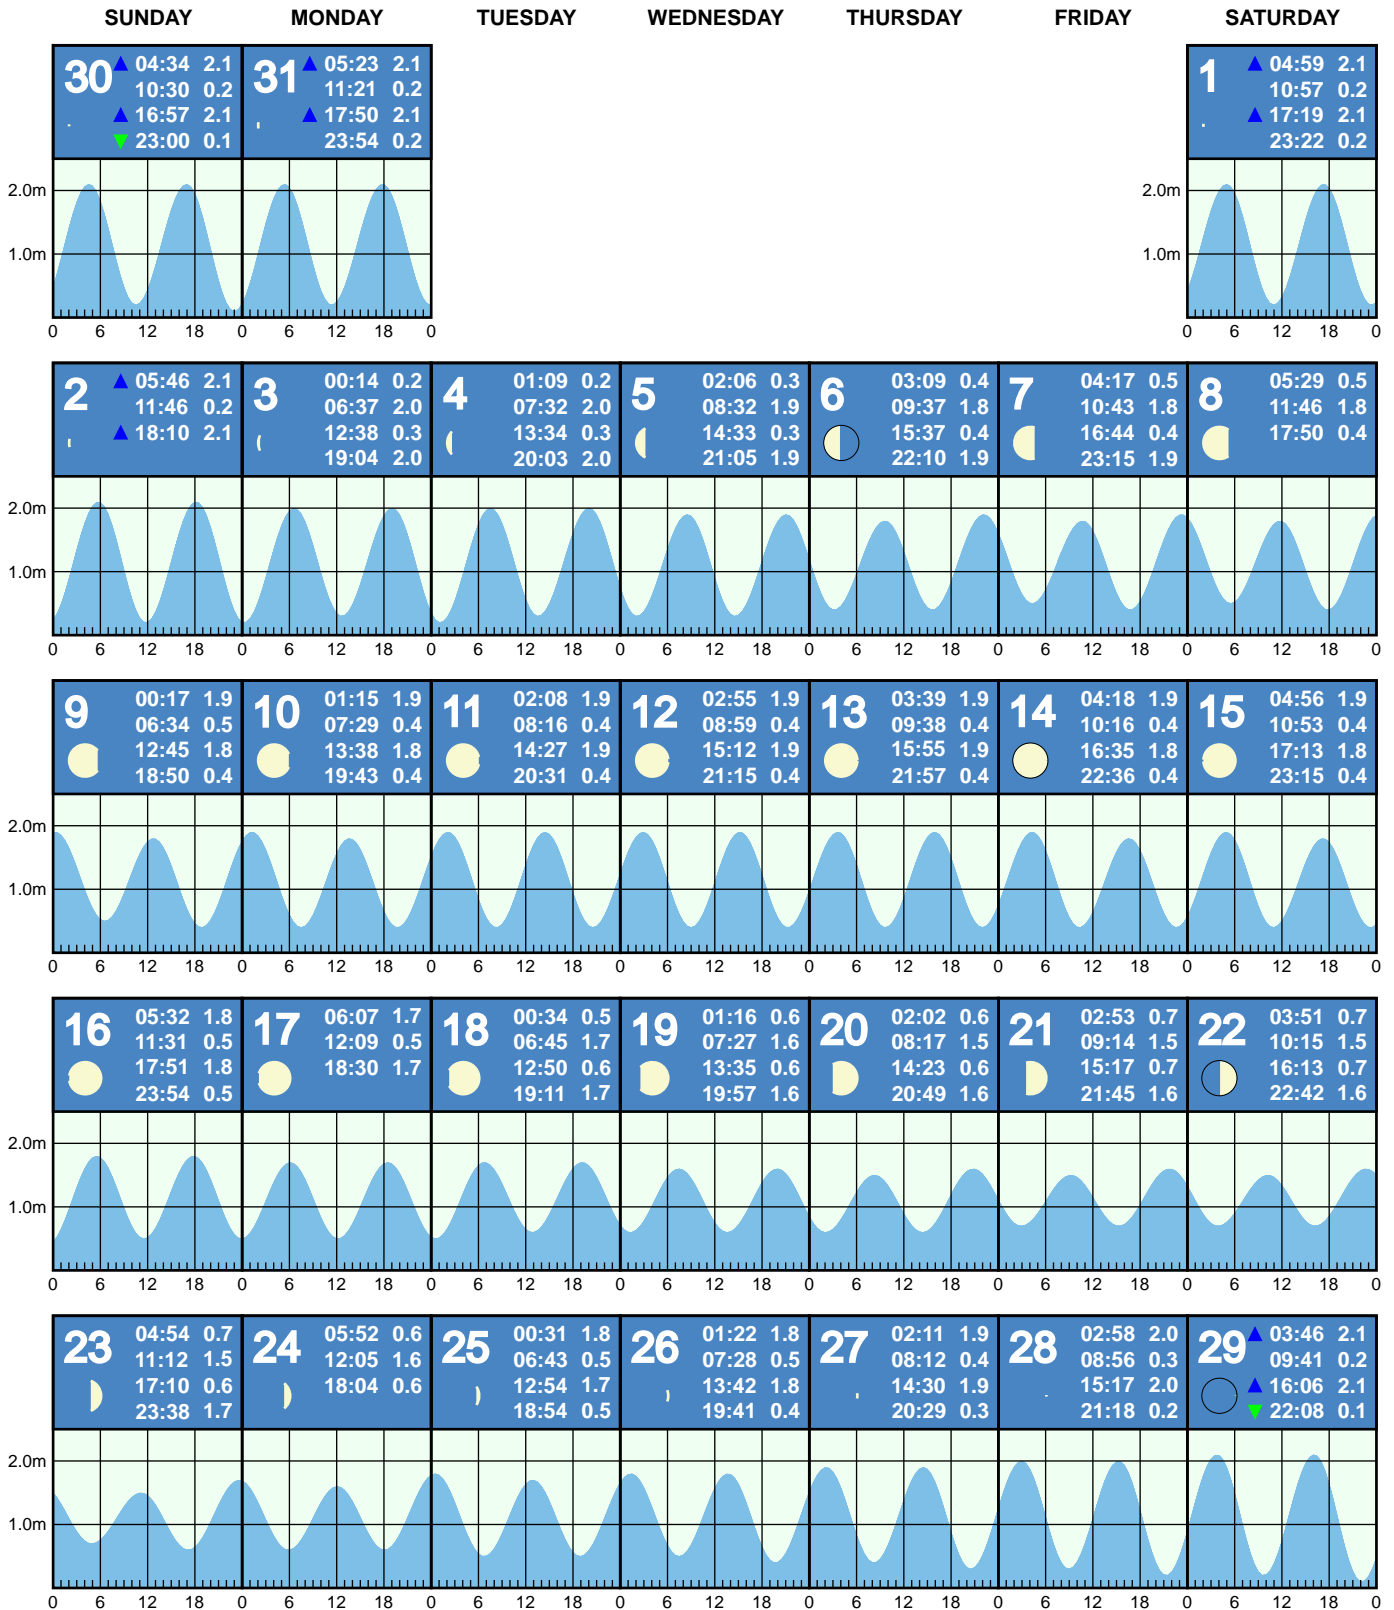 SUNDAY MONDAY TUESDAY WEDNESDAY THURSDAY FRIDAY SATURDAY
30 04:34 2.1
10:30 0.2
16:57 2.1
23:00 0.1
31 05:23 2.1
11:21 0.2
17:50 2.1
23:54 0.2
1 04:59 2.1
10:57 0.2
17:19 2.1
23:22 0.2
2.0m 2.0m
1.0m 1.0m
0 6 12 18 0 6 12 18 0 0 6 12 18 0
2 05:46 2.1
11:46 0.2
18:10 2.1
3 00:14 0.2
06:37 2.0
12:38 0.3
19:04 2.0
4 01:09 0.2
07:32 2.0
13:34 0.3
20:03 2.0
5 02:06 0.3
08:32 1.9
14:33 0.3
21:05 1.9
6 03:09 0.4
09:37 1.8
15:37 0.4
22:10 1.9
7 04:17 0.5
10:43 1.8
16:44 0.4
23:15 1.9
8 05:29 0.5
11:46 1.8
17:50 0.4
2.0m
1.0m
0 6 12 18 0 6 12 18 0 6 12 18 0 6 12 18 0 6 12 18 0 6 12 18 0 6 12 18 0
9 00:17 1.9
06:34 0.5
12:45 1.8
18:50 0.4
10 01:15 1.9
07:29 0.4
13:38 1.8
19:43 0.4
11 02:08 1.9
08:16 0.4
14:27 1.9
20:31 0.4
12 02:55 1.9
08:59 0.4
15:12 1.9
21:15 0.4
13 03:39 1.9
09:38 0.4
15:55 1.9
21:57 0.4
14 04:18 1.9
10:16 0.4
16:35 1.8
22:36 0.4
15 04:56 1.9
10:53 0.4
17:13 1.8
23:15 0.4
2.0m
1.0m
0 6 12 18 0 6 12 18 0 6 12 18 0 6 12 18 0 6 12 18 0 6 12 18 0 6 12 18 0
16 05:32 1.8
11:31 0.5
17:51 1.8
23:54 0.5
17 06:07 1.7
12:09 0.5
18:30 1.7
18 00:34 0.5
06:45 1.7
12:50 0.6
19:11 1.7
19 01:16 0.6
07:27 1.6
13:35 0.6
19:57 1.6
20 02:02 0.6
08:17 1.5
14:23 0.6
20:49 1.6
21 02:53 0.7
09:14 1.5
15:17 0.7
21:45 1.6
22 03:51 0.7
10:15 1.5
16:13 0.7
22:42 1.6
2.0m
1.0m
0 6 12 18 0 6 12 18 0 6 12 18 0 6 12 18 0 6 12 18 0 6 12 18 0 6 12 18 0
23 04:54 0.7
11:12 1.5
17:10 0.6
23:38 1.7
24 05:52 0.6
12:05 1.6
18:04 0.6
25 00:31 1.8
06:43 0.5
12:54 1.7
18:54 0.5
26 01:22 1.8
07:28 0.5
13:42 1.8
19:41 0.4
27 02:11 1.9
08:12 0.4
14:30 1.9
20:29 0.3
28 02:58 2.0
08:56 0.3
15:17 2.0
21:18 0.2
29 03:46 2.1
09:41 0.2
16:06 2.1
22:08 0.1
2.0m
1.0m
0 6 12 18 0 6 12 18 0 6 12 18 0 6 12 18 0 6 12 18 0 6 12 18 0 6 12 18 0